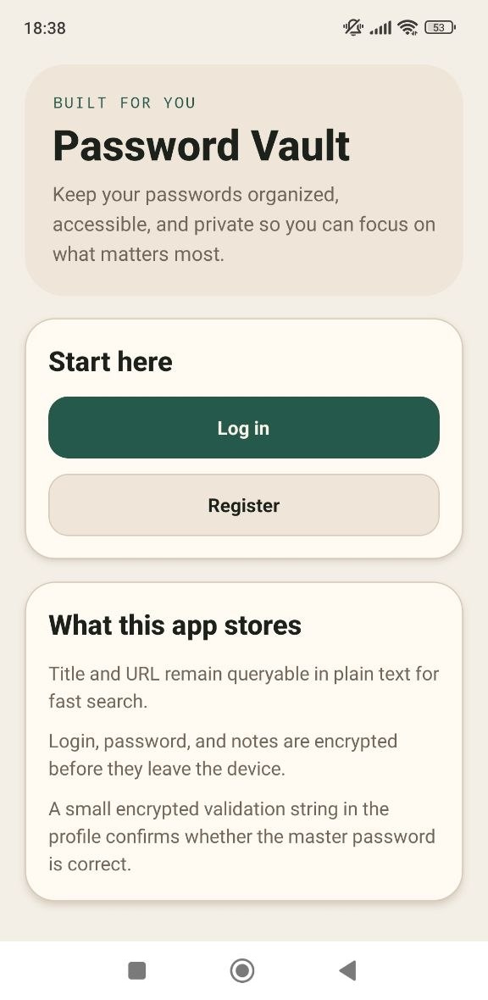 18:38
53
BUILT FOR YOU
Password Vault
Keep your passwords organized,
accessible, and private so you can focus on
what matters most.
Start here
Log in
Register
What this app stores
Title and URL remain queryable in plain text for
fast search.
Login, password, and notes are encrypted
before they leave the device.
A small encrypted validation string in the
profile confirms whether the master password
is correct.